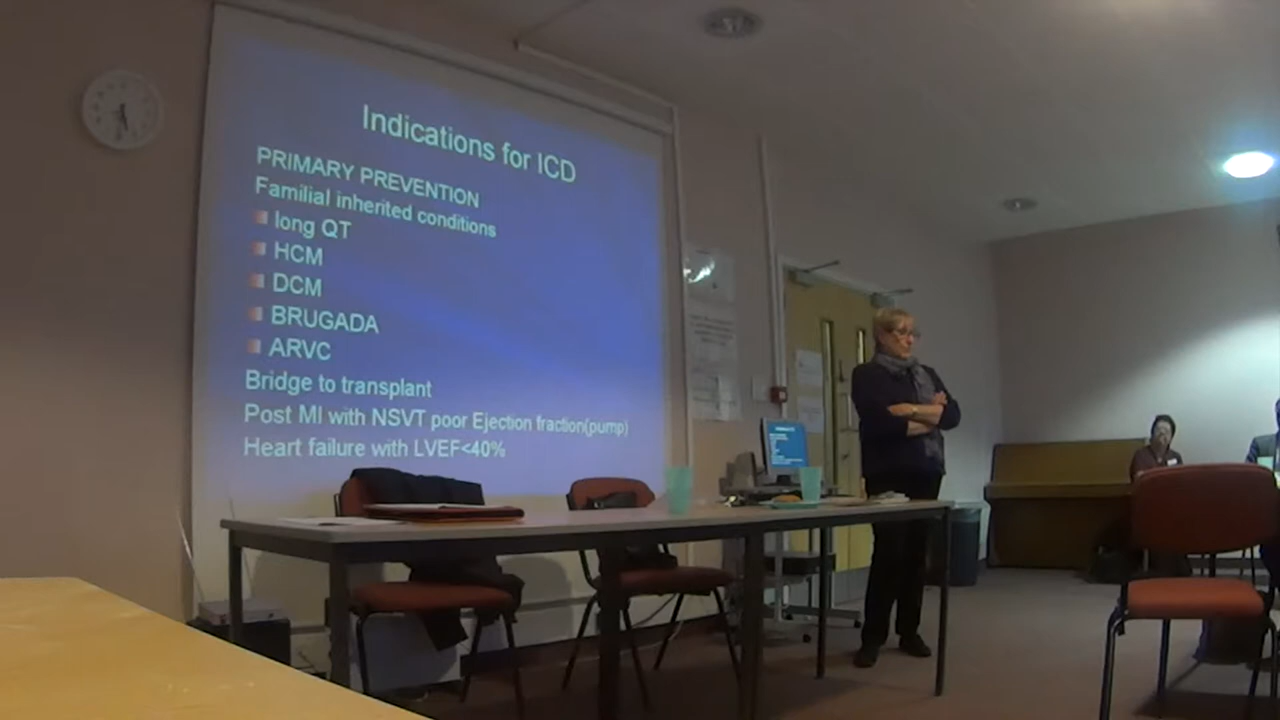 Indications for ICD
PRIMARY PREVENTION
Familial inherited conditions
long QT
HCM
DCM
BRUGADA
ARVC
Bridge to transplant
Post MI with NSVT poor Ejection fraction(pump)
Heart failure with LVEF<40%